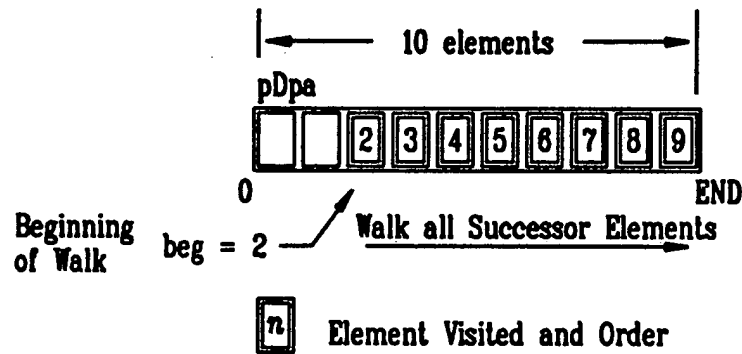 10 elements
pDpa
2 3 4 5 6 7 8 9
0 END
Beginning of Walk
beg = 2
Walk all Successor Elements
n Element Visited and Order